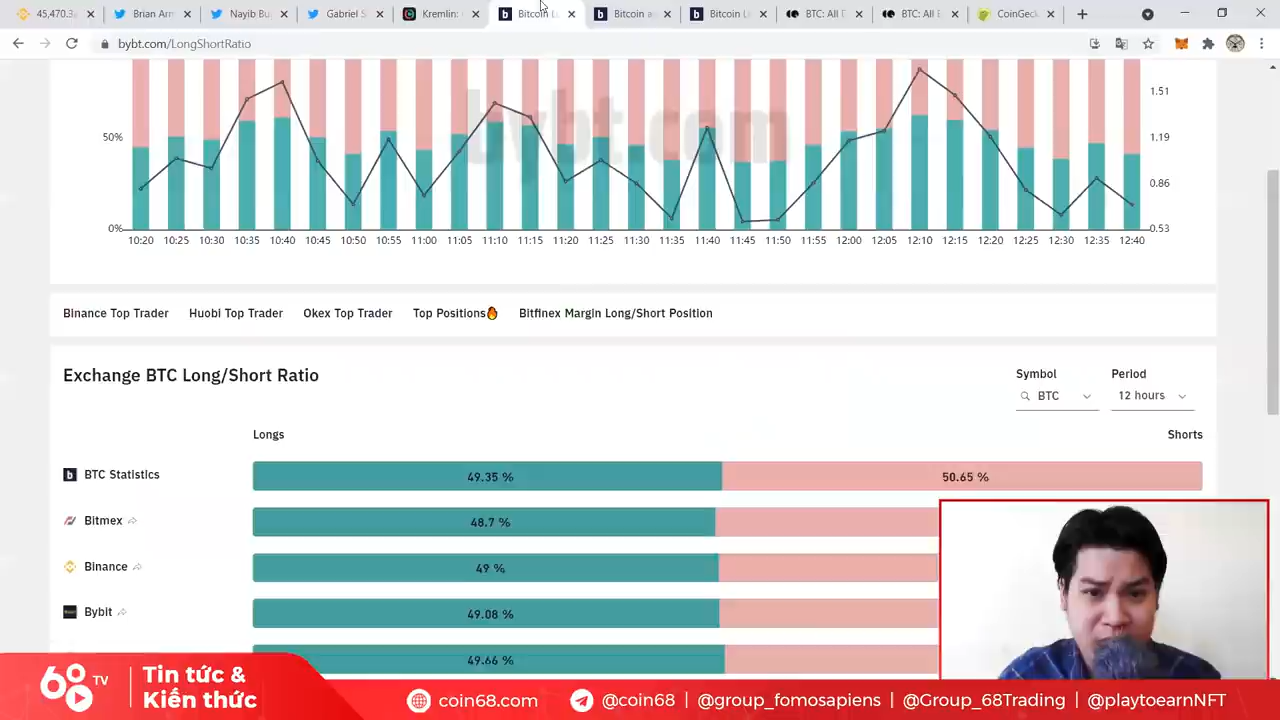 45,470.3
Brian Arm
Nayib Bu
Gabriel S
Kremlin:
Bitcoin L
Bitcoin a
Bitcoin L
BTC: All E
BTC: All E
CoinGeck
bybt.com/LongShortRatio
bybt.com
50%
0%
1.51
1.19
0.86
0.53
10:20 10:25 10:30 10:35 10:40 10:45 10:50 10:55 11:00 11:05 11:10 11:15 11:20 11:25 11:30 11:35 11:40 11:45 11:50 11:55 12:00 12:05 12:10 12:15 12:20 12:25 12:30 12:35 12:40
Binance Top Trader Huobi Top Trader Okex Top Trader Top Positions🔥 Bitfinex Margin Long/Short Position
Exchange BTC Long/Short Ratio
Symbol Period
BTC 12 hours
Longs Shorts
BTC Statistics 49.35 % 50.65 %
Bitmex 48.7 %
Binance 49 %
Bybit 49.08 %
49.66 %
68 TV
Tin tức &
Kiến thức
coin68.com @coin68 | @group_fomosapiens | @Group_68Trading | @playtoearnNFT